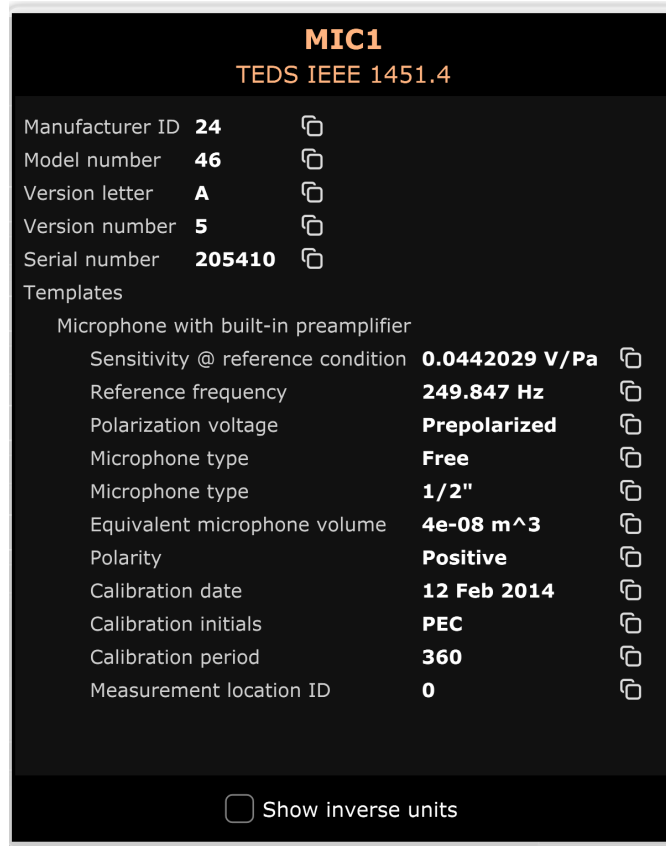 MIC1
TEDS IEEE 1451.4
Manufacturer ID 24
Model number 46
Version letter A
Version number 5
Serial number 205410
Templates
Microphone with built-in preamplifier
Sensitivity @ reference condition 0.0442029 V/Pa
Reference frequency 249.847 Hz
Polarization voltage Prepolarized
Microphone type Free
Microphone type 1/2"
Equivalent microphone volume 4e-08 m^3
Polarity Positive
Calibration date 12 Feb 2014
Calibration initials PEC
Calibration period 360
Measurement location ID 0
Show inverse units